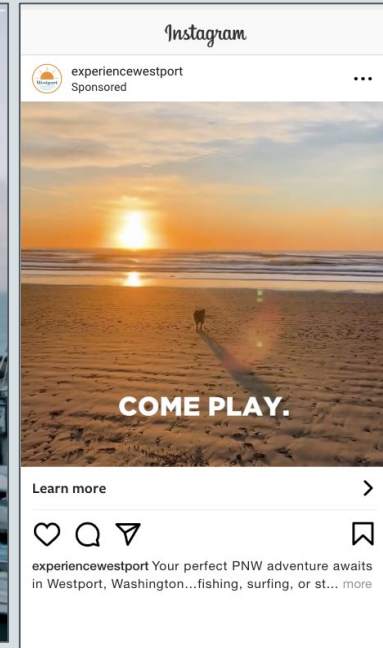 Instagram
Westport
experiencewestport
Sponsored
COME PLAY.
Learn more
experiencewestport Your perfect PNW adventure awaits
in Westport, Washington...fishing, surfing, or st... more